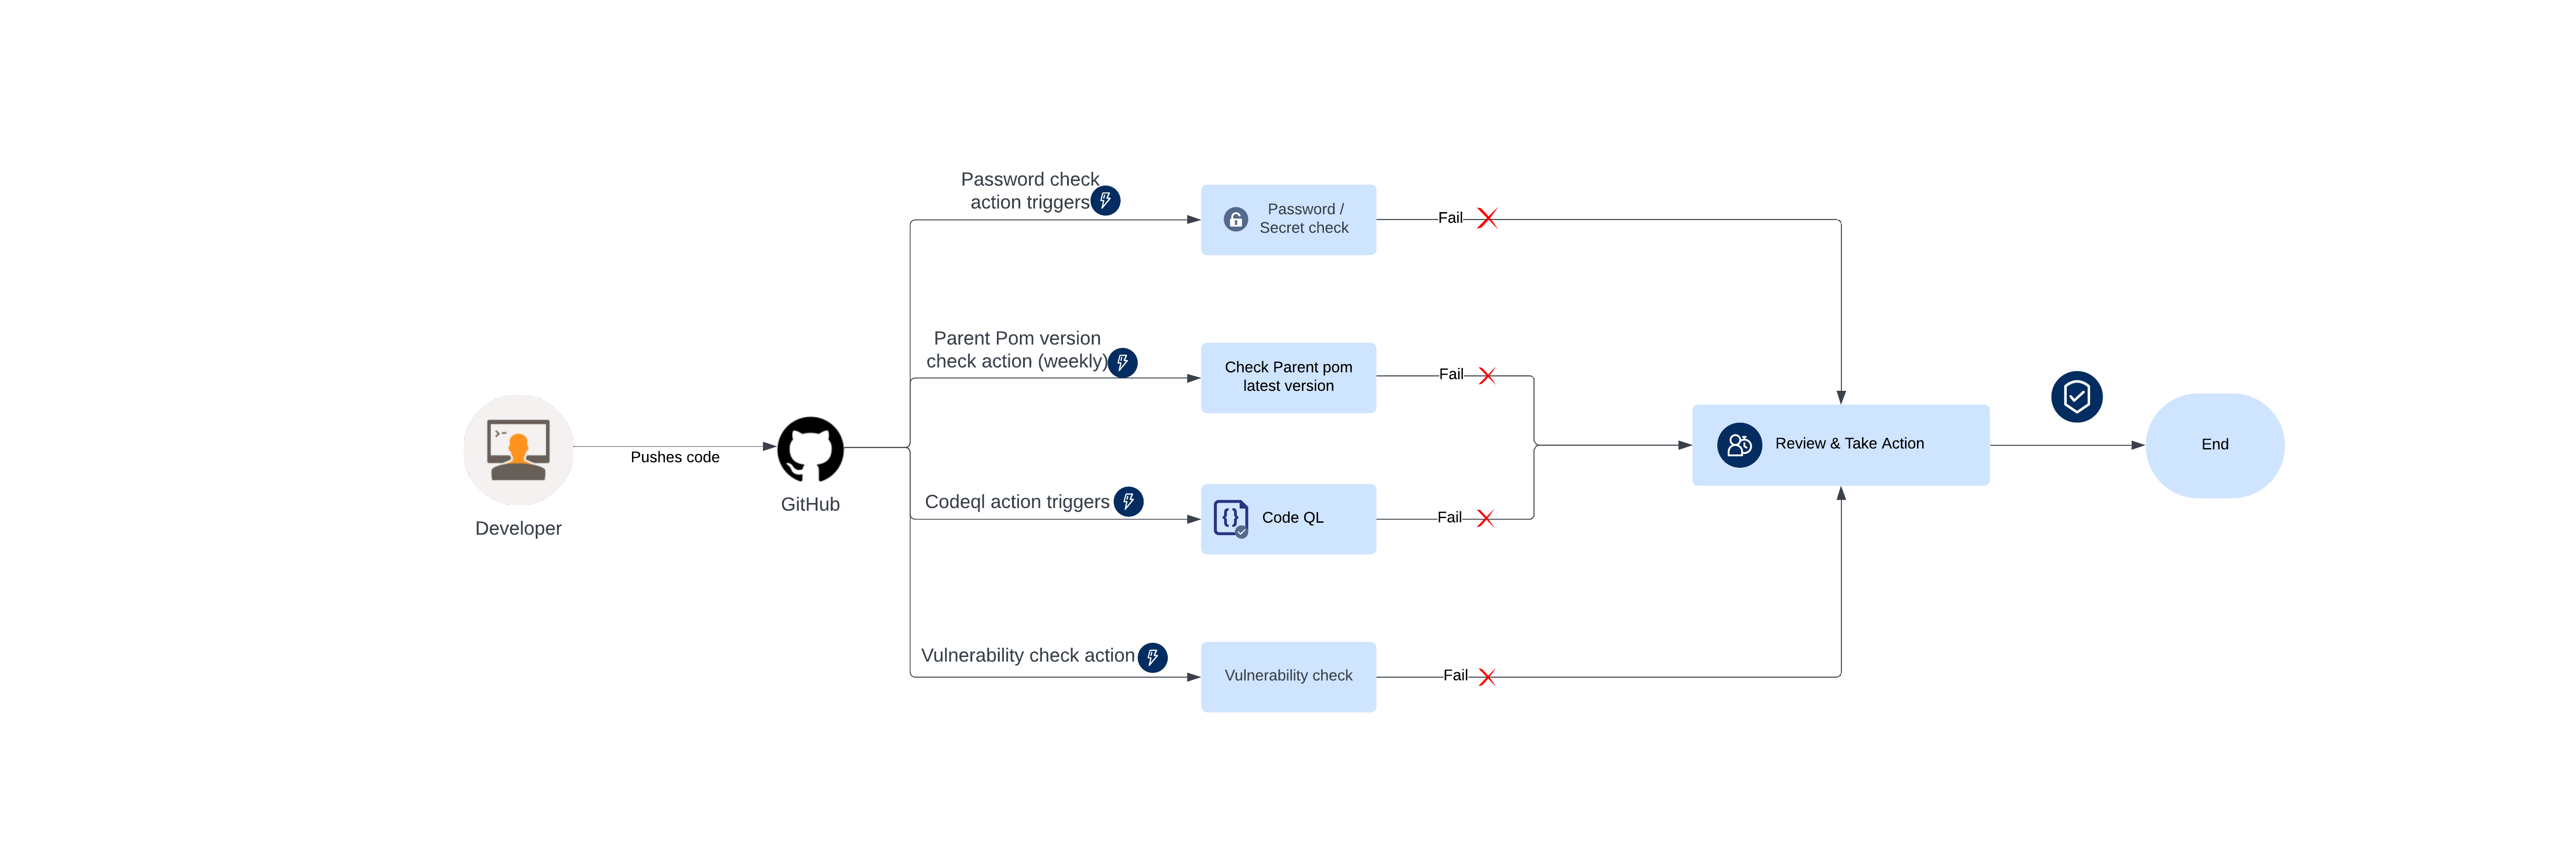 Password check
action triggers
Password /
Secret check
Fail
Parent Pom version
check action (weekly)
Check Parent pom
latest version
Fail
Pushes code
Developer
GitHub
Review & Take Action
End
Codeql action triggers
Code QL
Fail
Vulnerability check action
Vulnerability check
Fail